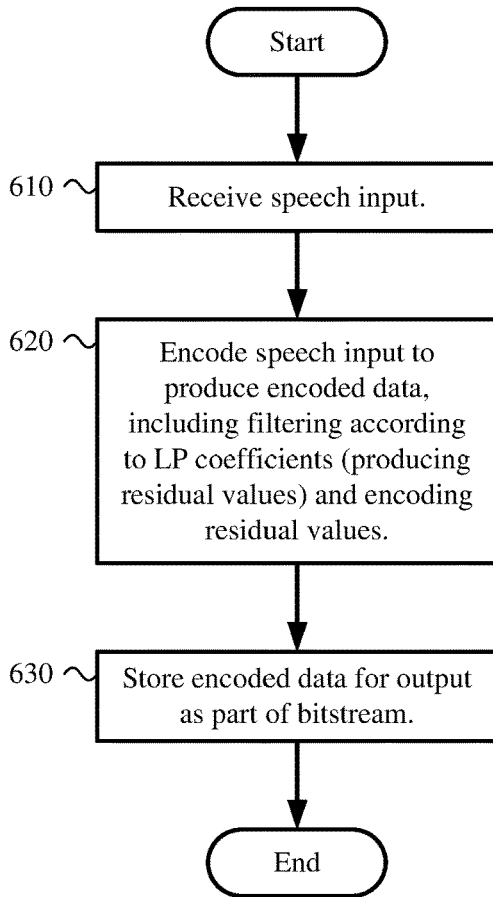 Start
610
Receive speech input.
620
Encode speech input to
produce encoded data,
including filtering according
to LP coefficients (producing
residual values) and encoding
residual values.
630
Store encoded data for output
as part of bitstream.
End